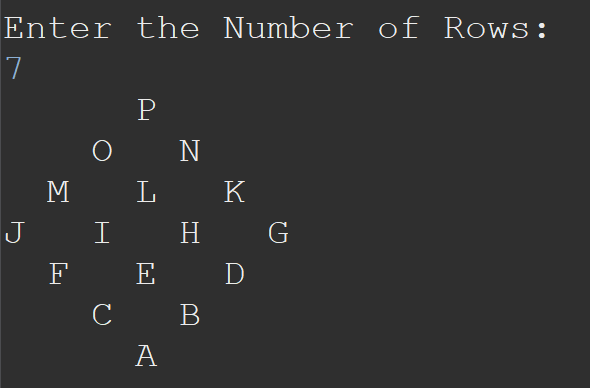 Enter the Number of Rows:
7
P
O N
M L K
J I H G
F E D
C B
A